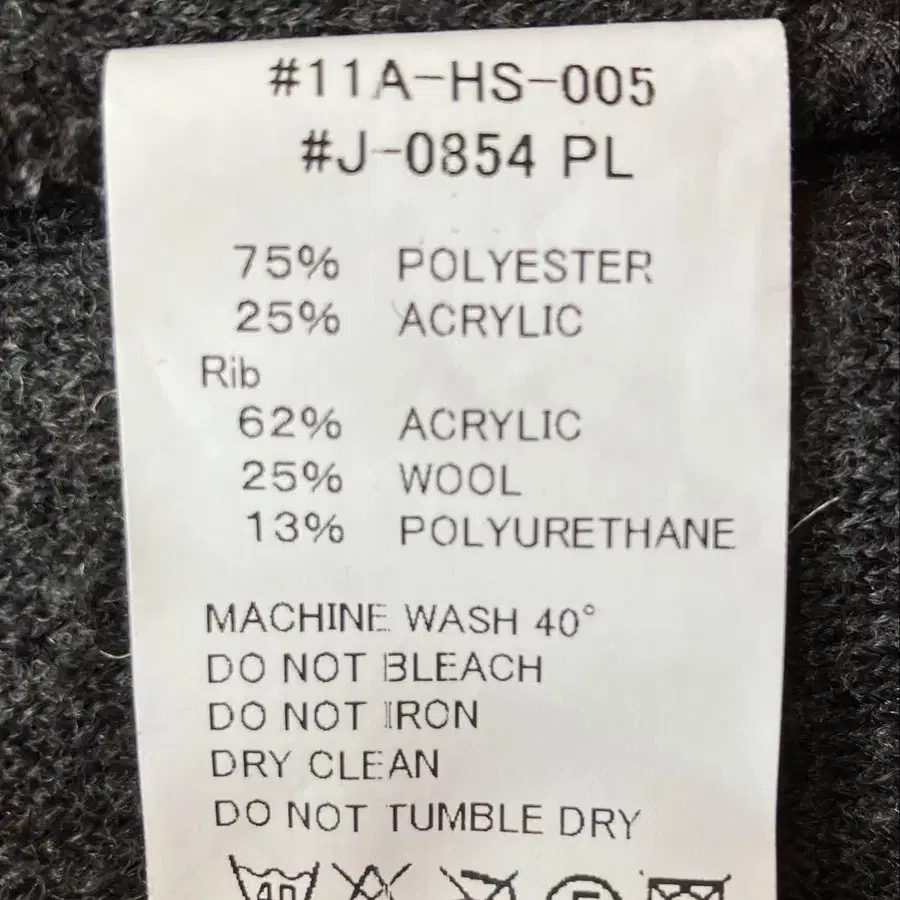 #11A-HS-005
#J-0854 PL
75% POLYESTER
25% ACRYLIC
Rib
62% ACRYLIC
25% WOOL
13% POLYURETHANE
MACHINE WASH 40°
DO NOT BLEACH
DO NOT IRON
DRY CLEAN
DO NOT TUMBLE DRY
40